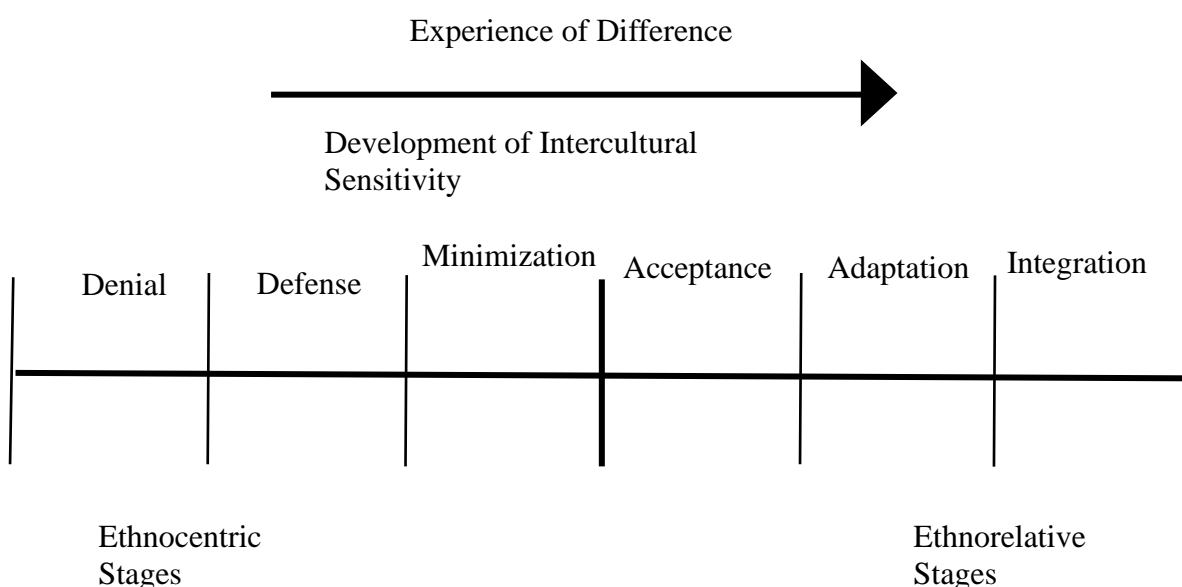 Experience of Difference
Development of Intercultural
Sensitivity
Denial
Defense
Minimization
Acceptance
Adaptation
Integration
Ethnocentric
Stages
Ethnorelative
Stages